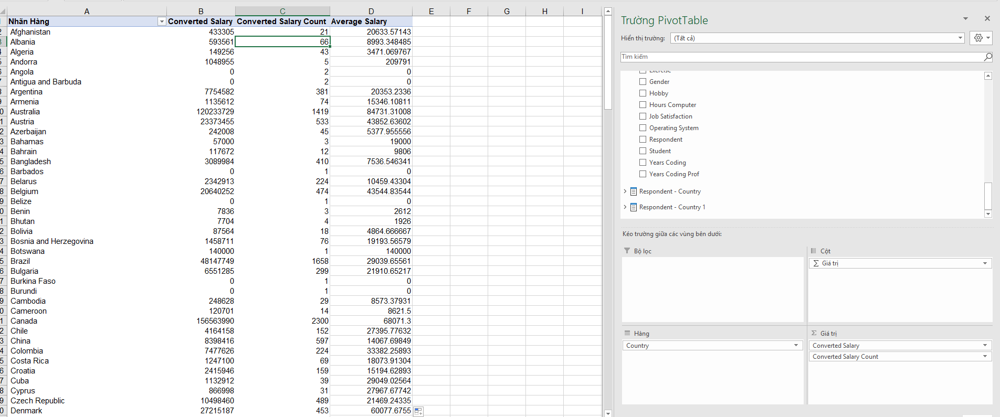 A B C D E F G H I
Nhãn Hàng Converted Salary Converted Salary Count Average Salary
Afghanistan 433305 21 20633.57143
Albania 593561 66 8993.348485
Algeria 149256 43 3471.069767
Andorra 1048955 5 209791
Angola 0 2 0
Antigua and Barbuda 0 2 0
Argentina 7754582 381 20353.2336
Armenia 1135612 74 15346.10811
Australia 120233729 1419 84731.31008
Austria 23373455 533 43852.63602
Azerbaijan 242008 45 5377.955556
Bahamas 57000 3 19000
Bahrain 117672 12 9806
Bangladesh 3089984 410 7536.546341
Barbados 0 1 0
Belarus 2342913 224 10459.43304
Belgium 20640252 474 43544.83544
Belize 0 1 0
Benin 7836 3 2612
Bhutan 7704 4 1926
Bolivia 87564 18 4864.666667
Bosnia and Herzegovina 1458711 76 19193.56579
Botswana 140000 1 140000
Brazil 48147749 1658 29039.65561
Bulgaria 6551285 299 21910.65217
Burkina Faso 0 1 0
Burundi 0 1 0
Cambodia 248628 29 8573.37931
Cameroon 120701 14 8621.5
Canada 156563990 2300 68071.3
Chile 4164158 152 27395.77632
China 8398416 597 14067.69849
Colombia 7477626 224 33382.25893
Costa Rica 1247100 69 18073.91304
Croatia 2415946 159 15194.62893
Cuba 1132912 39 29049.02564
Cyprus 866998 31 27967.67742
Czech Republic 10498460 489 21469.24335
Denmark 27215187 453 60077.6755
Trường PivotTable
Hiển thị trường: (Tất cả)
Tìm kiếm
Exercise
Gender
Hobby
Hours Computer
Job Satisfaction
Operating System
Respondent
Student
Years Coding
Years Coding Prof
Respondent - Country
Respondent - Country 1
Kéo trường giữa các vùng bên dưới:
Bộ lọc
Cột
Σ Giá trị
Hàng
Country
Σ Giá trị
Converted Salary
Converted Salary Count